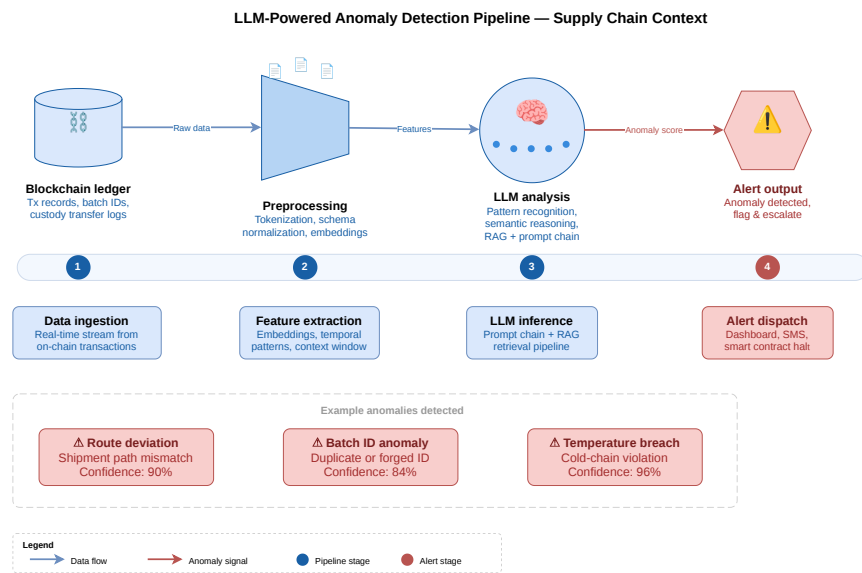 LLM-Powered Anomaly Detection Pipeline — Supply Chain Context
Raw data
Features
Anomaly score
Blockchain ledger
Tx records, batch IDs,
custody transfer logs
Preprocessing
Tokenization, schema
normalization, embeddings
LLM analysis
Pattern recognition,
semantic reasoning,
RAG + prompt chain
Alert output
Anomaly detected,
flag & escalate
1
2
3
4
Data ingestion
Real-time stream from
on-chain transactions
Feature extraction
Embeddings, temporal
patterns, context window
LLM inference
Prompt chain + RAG
retrieval pipeline
Alert dispatch
Dashboard, SMS,
smart contract halt
Example anomalies detected
⚠ Route deviation
Shipment path mismatch
Confidence: 90%
⚠ Batch ID anomaly
Duplicate or forged ID
Confidence: 84%
⚠ Temperature breach
Cold-chain violation
Confidence: 96%
Legend
Data flow
Anomaly signal
Pipeline stage
Alert stage